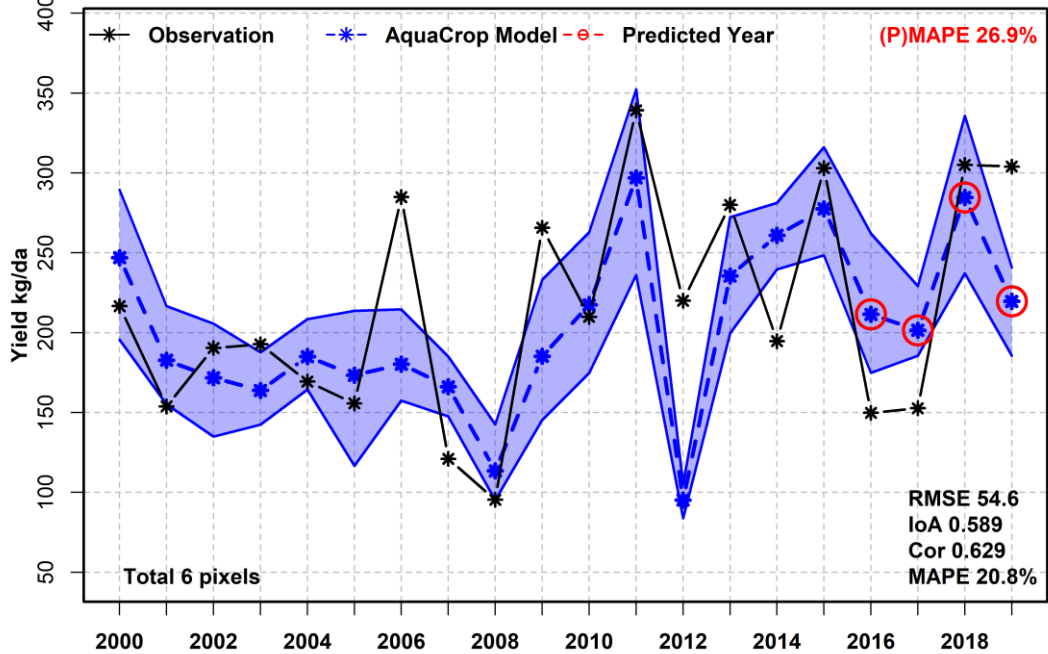 400
Observation AquaCrop Model Predicted Year (P)MAPE 26.9%
350
300
250
200
150
100
50
Yield kg/da
RMSE 54.6
IoA 0.589
Cor 0.629
MAPE 20.8%
Total 6 pixels
2000 2002 2004 2006 2008 2010 2012 2014 2016 2018